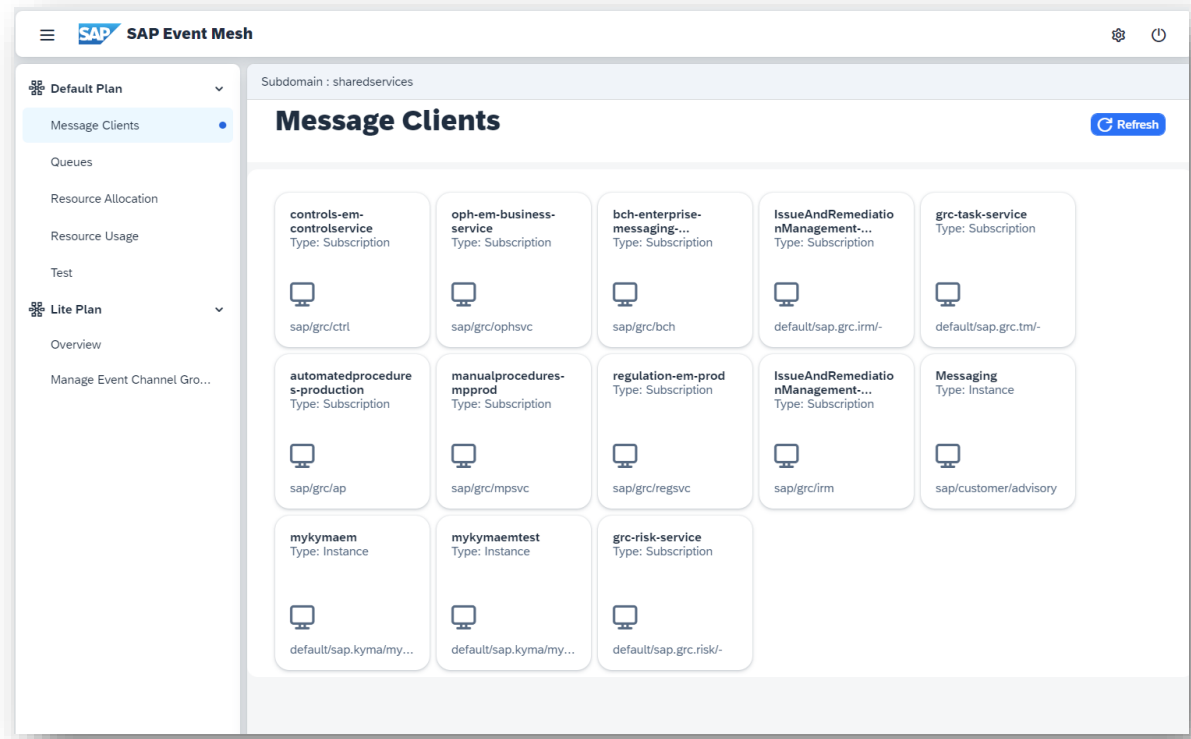 SAP SAP Event Mesh
Default Plan
Message Clients
Queues
Resource Allocation
Resource Usage
Test
Lite Plan
Overview
Manage Event Channel Gro...
Subdomain : sharedservices
Message Clients
Refresh
controls-em-
controlservice
Type: Subscription
sap/grc/ctrl
oph-em-business-
service
Type: Subscription
sap/grc/ophsvc
bch-enterprise-
messaging-...
Type: Subscription
sap/grc/bch
IssueAndRemediatio
nManagement-...
Type: Subscription
default/sap.grc.irm/-
grc-task-service
Type: Subscription
default/sap.grc.tm/-
automatedprocedure
s-production
Type: Subscription
sap/grc/ap
manualprocedures-
mpprod
Type: Subscription
sap/grc/mpsvc
regulation-em-prod
Type: Subscription
sap/grc/regsvc
IssueAndRemediatio
nManagement-...
Type: Subscription
sap/grc/irm
Messaging
Type: Instance
sap/customer/advisory
mykymaem
Type: Instance
default/sap.kyma/my...
mykymaemtest
Type: Instance
default/sap.kyma/my...
grc-risk-service
Type: Subscription
default/sap.grc.risk/-